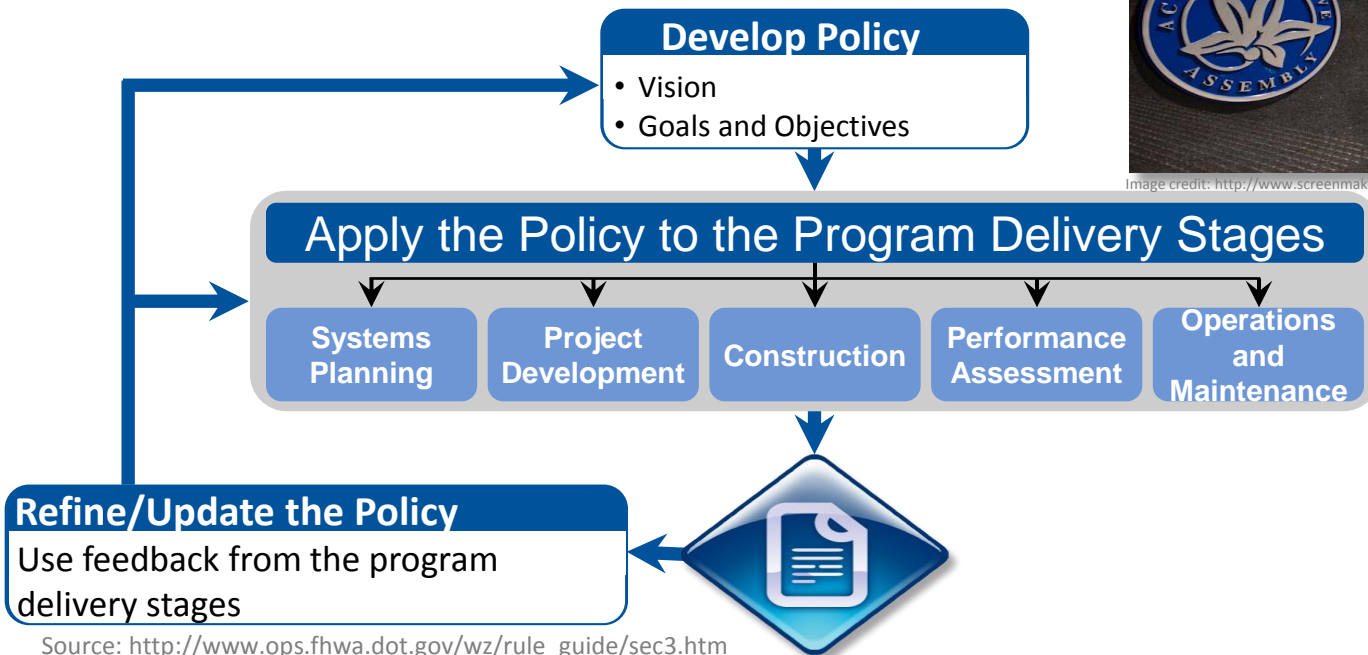 Develop Policy
• Vision
• Goals and Objectives
ASSEMBLY
Image credit: http://www.screenmak
Apply the Policy to the Program Delivery Stages
Systems
Planning
Project
Development
Construction
Performance
Assessment
Operations
and
Maintenance
Refine/Update the Policy
Use feedback from the program
delivery stages
Source: http://www.ops.fhwa.dot.gov/wz/rule_guide/sec3.htm